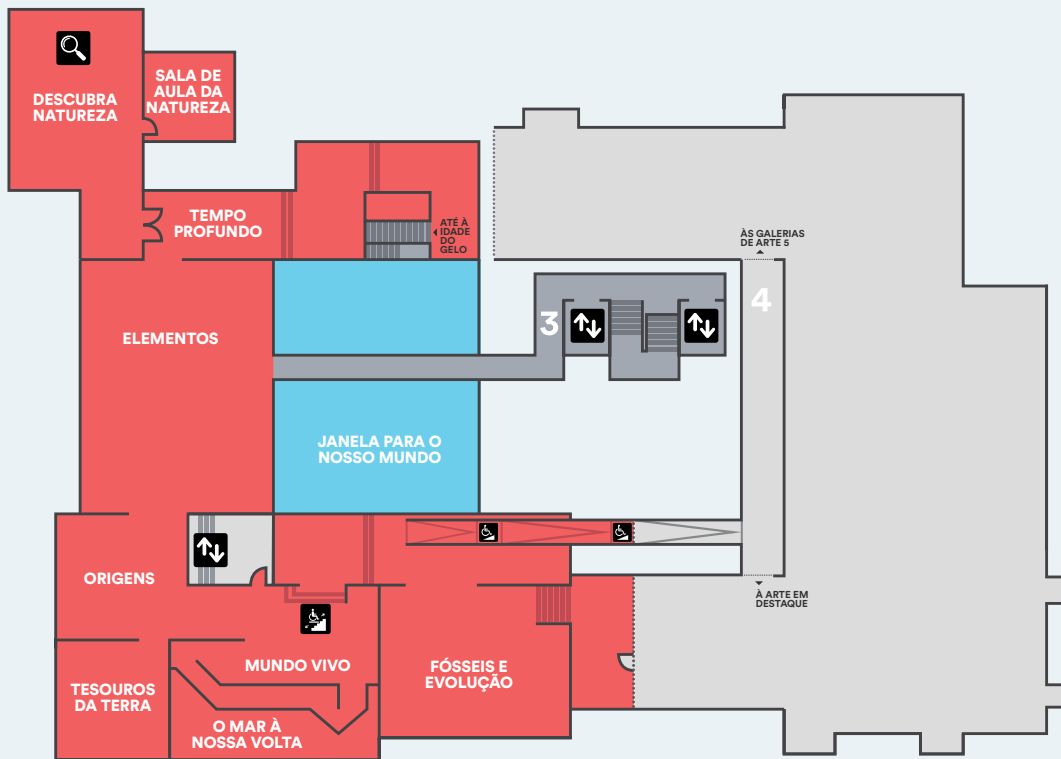 DESCUBRA
NATUREZA
SALA DE
AULA DA
NATUREZA
TEMPO
PROFUNDO
ATÉ À
IDADE
DO
GELO
ÀS GALERIAS
DE ARTE 5
4
3
ELEMENTOS
JANELA PARA O
NOSSO MUNDO
ORIGENS
À ARTE EM
DESTAQUE
MUNDO VIVO
FÓSSEIS E
EVOLUÇÃO
TESOUROS
DA TERRA
O MAR À
NOSSA VOLTA